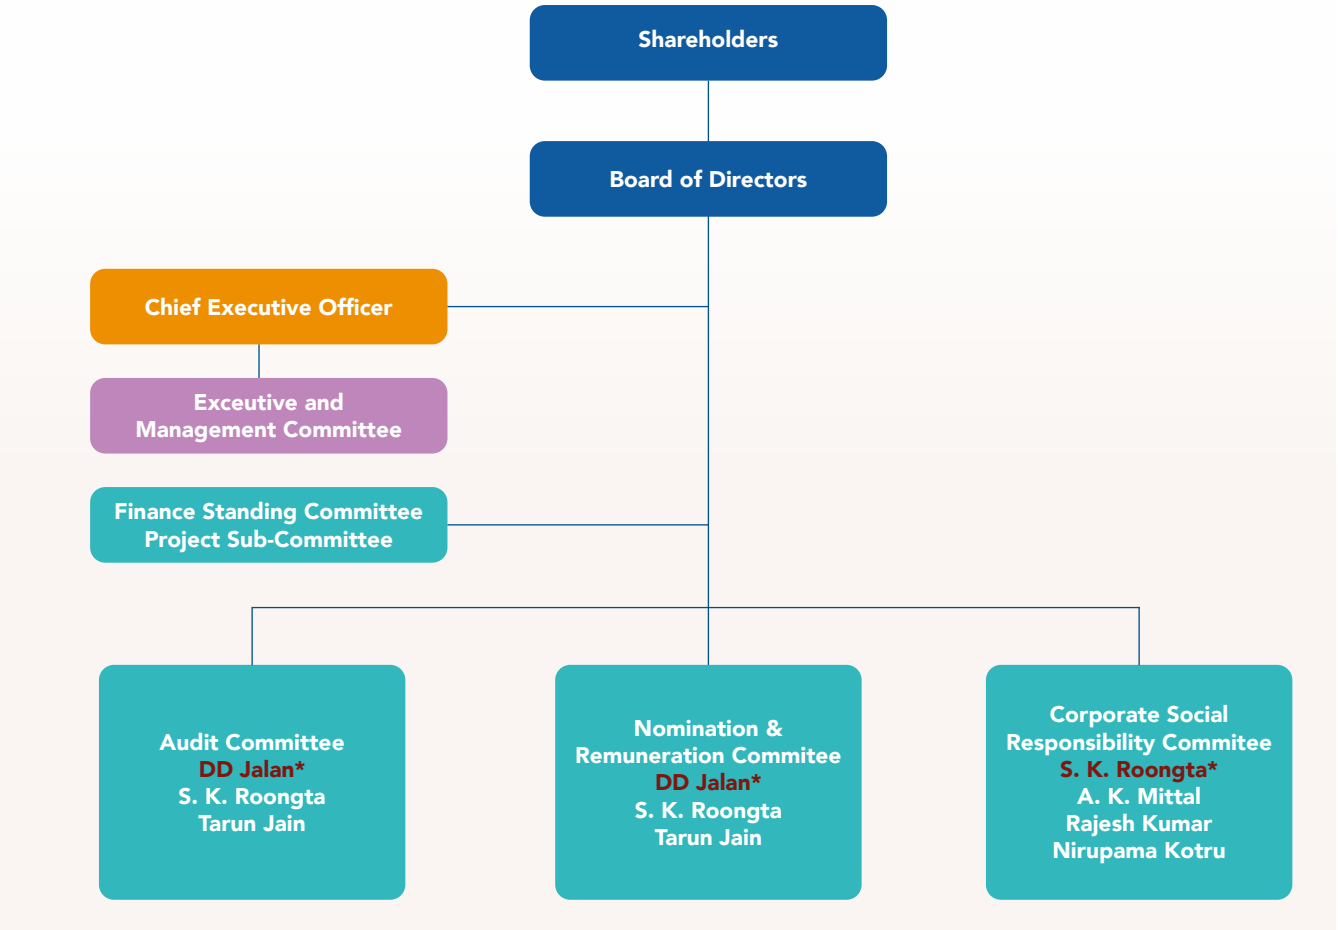 Shareholders
Board of Directors
Chief Executive Officer
Exceutive and
Management Committee
Finance Standing Committee
Project Sub-Committee
Audit Committee
DD Jalan*
S. K. Roongta
Tarun Jain
Nomination &
Remuneration Commitee
DD Jalan*
S. K. Roongta
Tarun Jain
Corporate Social
Responsibility Commitee
S. K. Roongta*
A. K. Mittal
Rajesh Kumar
Nirupama Kotru